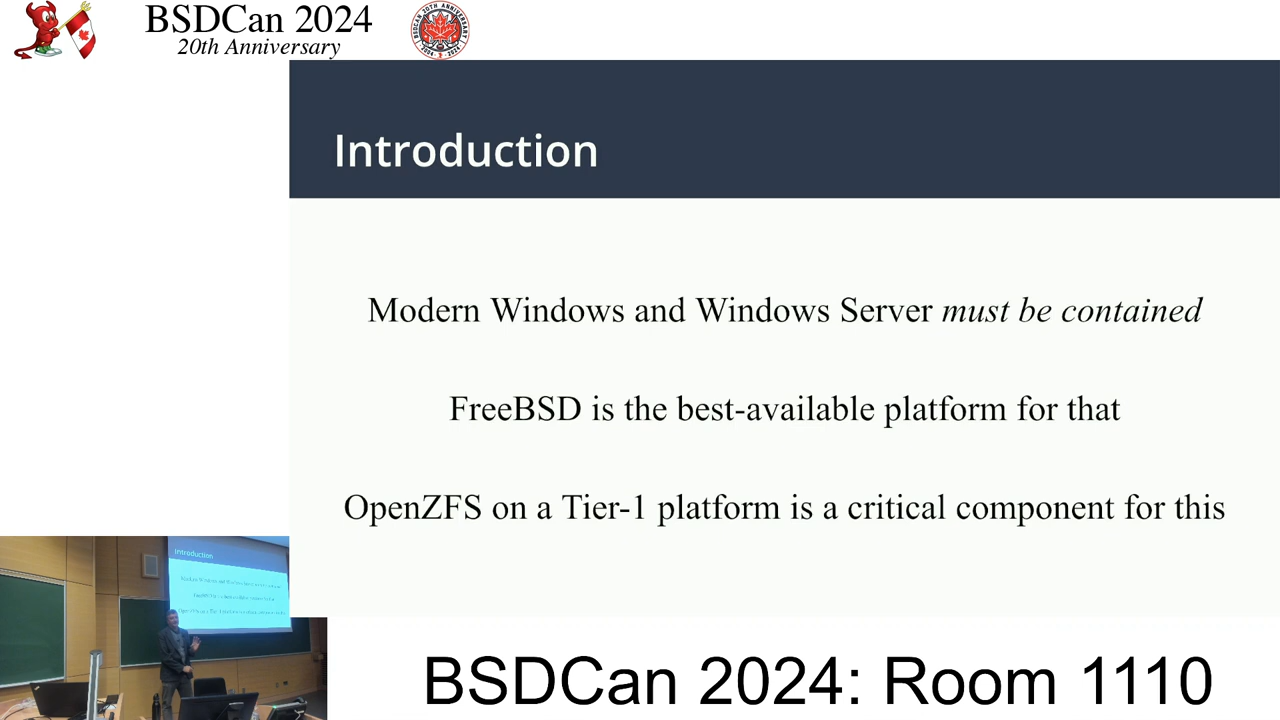 BSDCan 2024
20th Anniversary
Introduction
Modern Windows and Windows Server must be contained
FreeBSD is the best-available platform for that
OpenZFS on a Tier-1 platform is a critical component for this
Introduction
BSDCan 2024: Room 1110